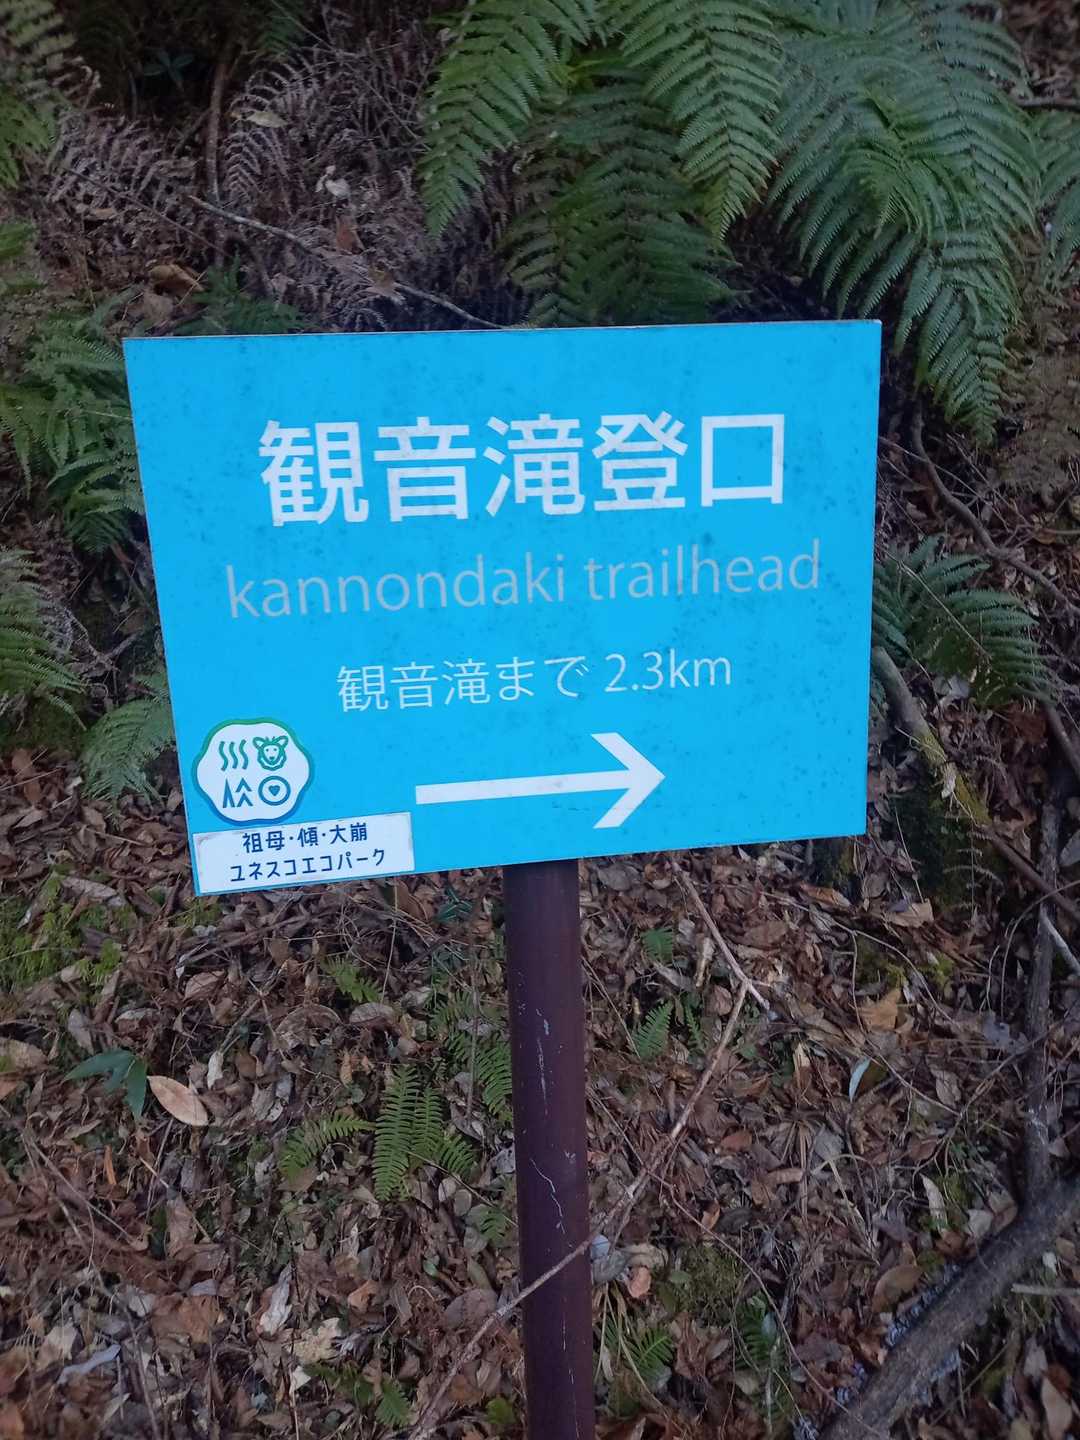 観音滝登口
kannondaki trailhead
観音滝まで 2.3km
祖母・傾・大崩
ユネスコエコパーク